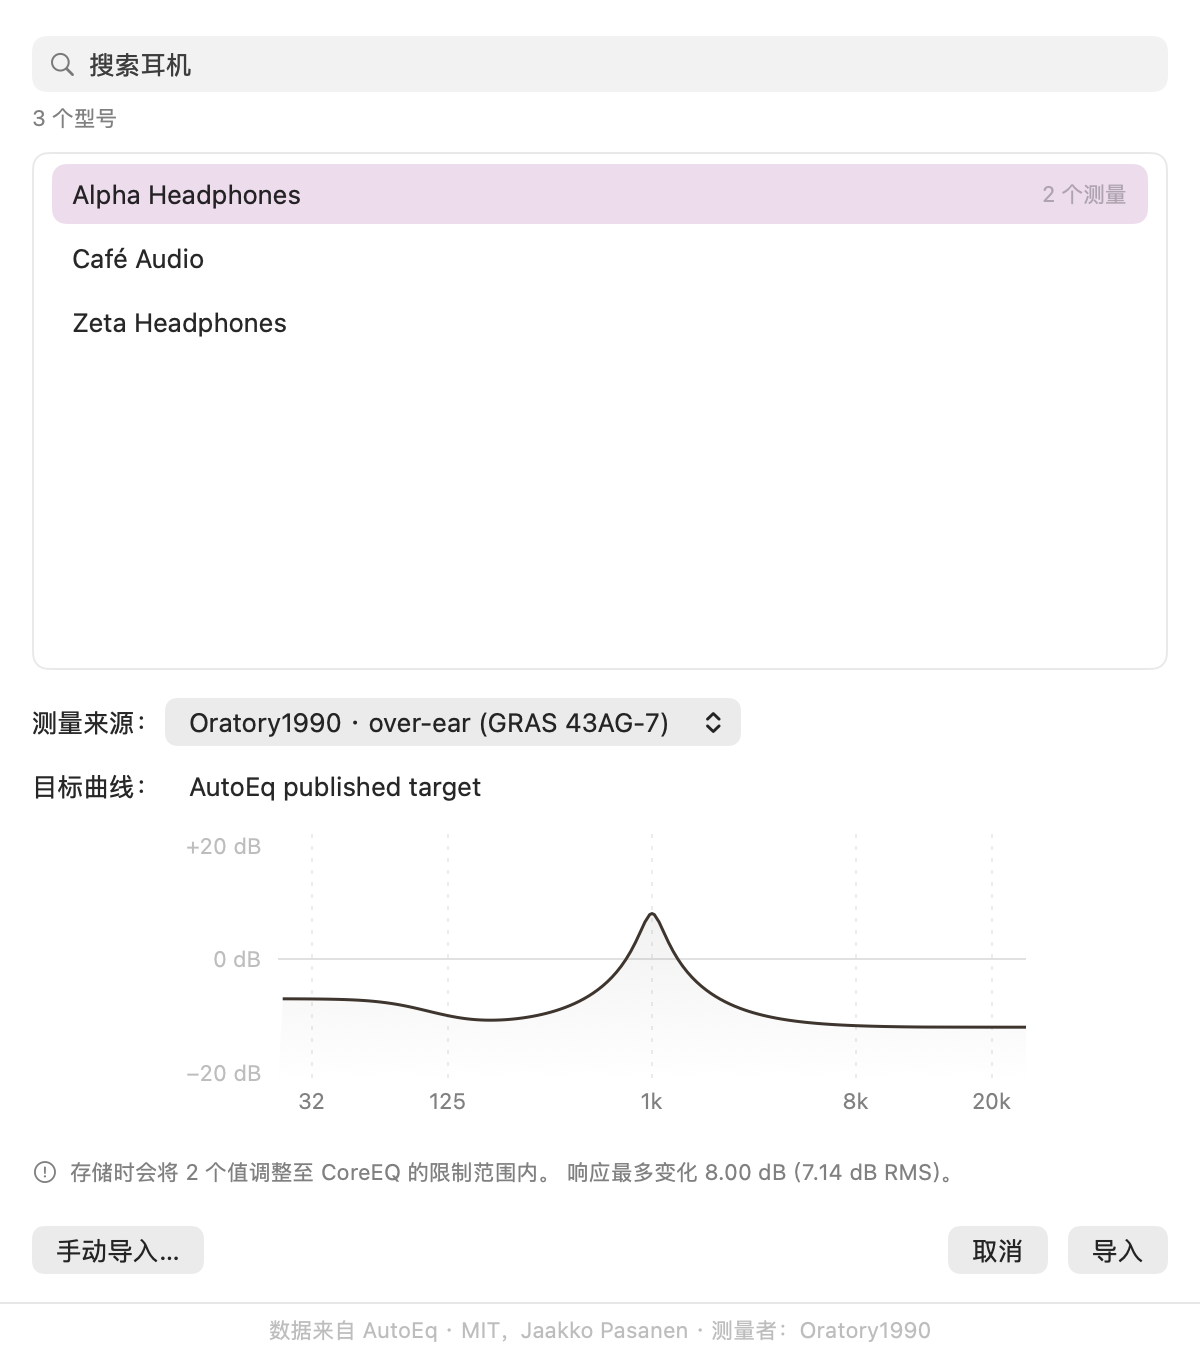 搜索耳机
3 个型号
Alpha Headphones 2 个测量
Café Audio
Zeta Headphones
测量来源： Oratory1990 · over-ear (GRAS 43AG-7)
目标曲线： AutoEq published target
+20 dB
0 dB
−20 dB
32 125 1k 8k 20k
存储时会将 2 个值调整至 CoreEQ 的限制范围内。 响应最多变化 8.00 dB (7.14 dB RMS)。
手动导入... 取消 导入
数据来自 AutoEq · MIT，Jaakko Pasanen · 测量者：Oratory1990